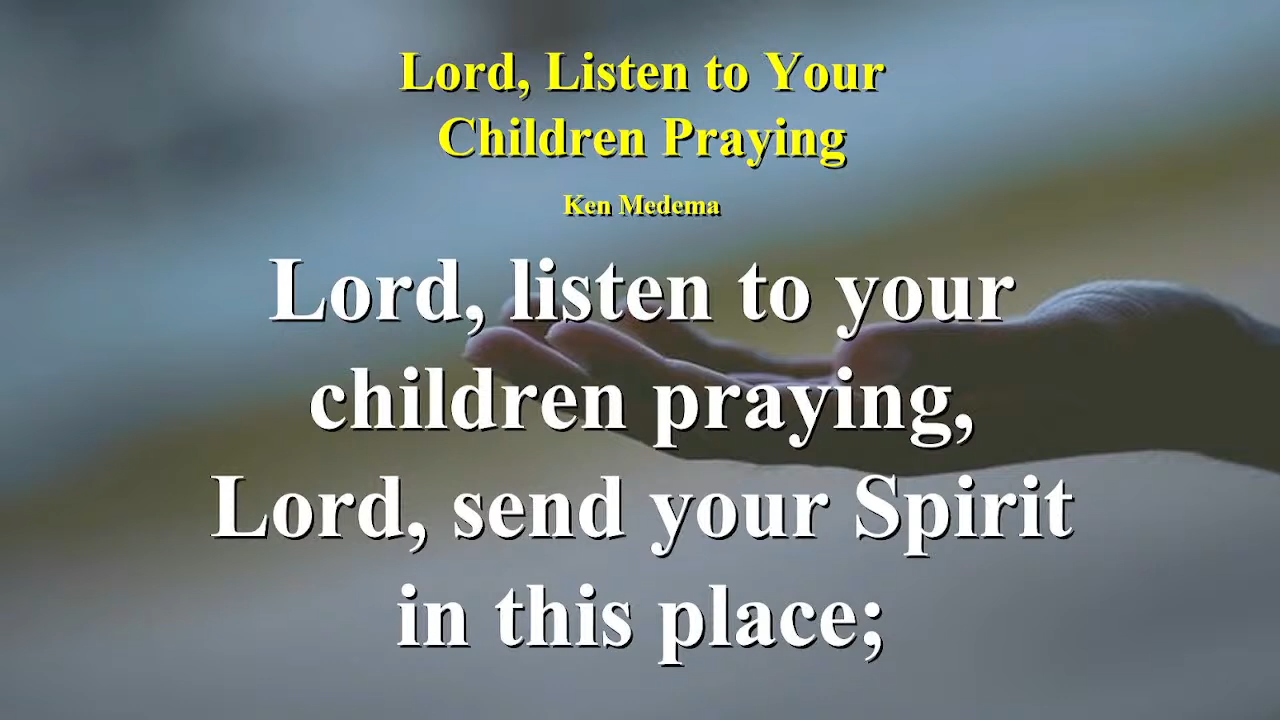 Lord, Listen to Your
Children Praying
Ken Medema
Lord, listen to your
children praying,
Lord, send your Spirit
in this place;